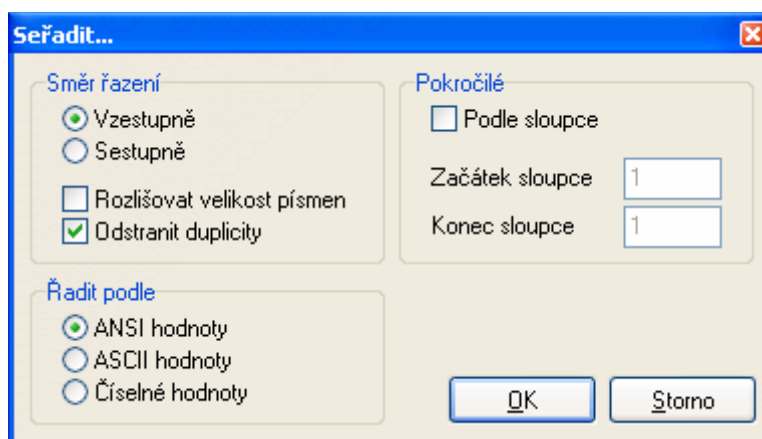 Seřadit...
Směr řazení
Vzestupně
Sestupně
Rozlišovat velikost písmen
Odstranit duplicity
Řadit podle
ANSI hodnoty
ASCII hodnoty
Číselné hodnoty
Pokročilé
Podle sloupce
Začátek sloupce 1
Konec sloupce 1
OK Storno